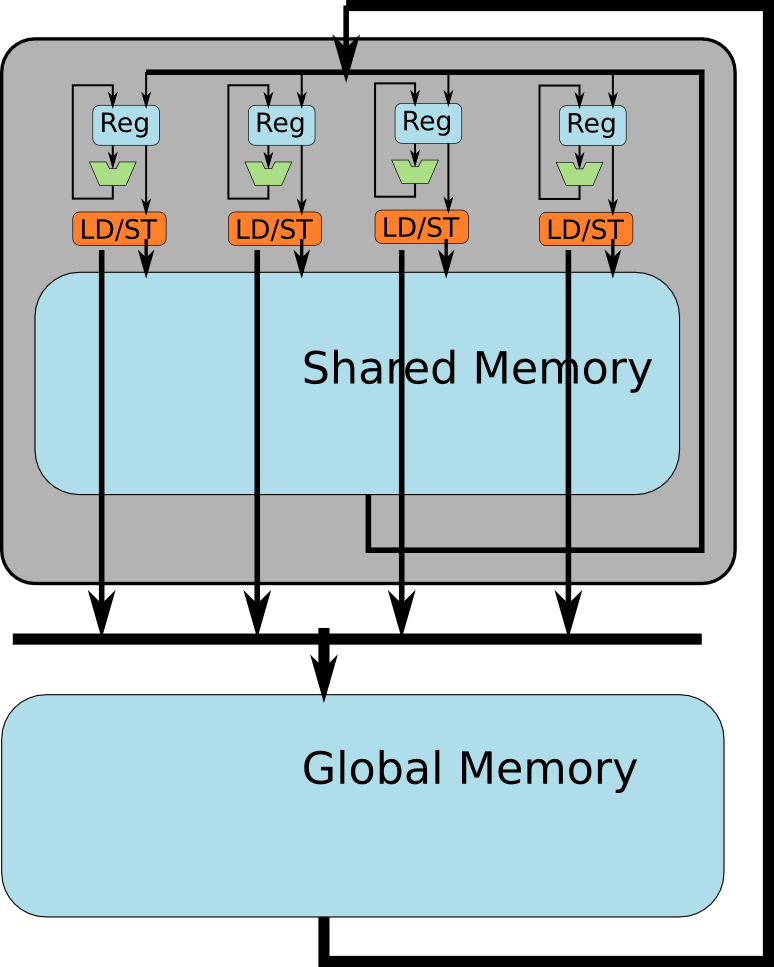 Reg Reg Reg Reg
LD/ST LD/ST LD/ST LD/ST
Shared Memory
Global Memory